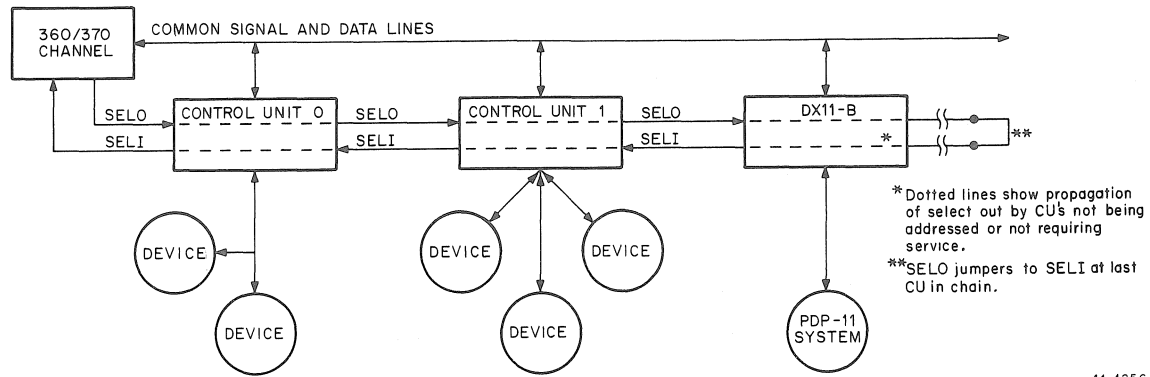 360/370
CHANNEL
COMMON SIGNAL AND DATA LINES
SELO
SELI
CONTROL UNIT 0
SELO
SELI
CONTROL UNIT 1
SELO
SELI
DX11-B
*
**
DEVICE
DEVICE
DEVICE
DEVICE
DEVICE
PDP-11
SYSTEM
* Dotted lines show propagation
of select out by CU's not being
addressed or not requiring
service.
** SELO jumpers to SELI at last
CU in chain.